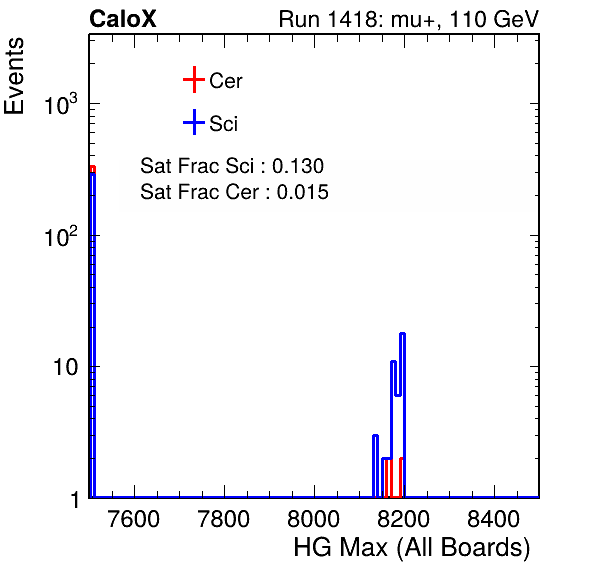 CaloX Run 1418: mu+, 110 GeV
Events
Cer
Sci
Sat Frac Sci : 0.130
Sat Frac Cer : 0.015
10³
10²
10
1
7600 7800 8000 8200 8400
HG Max (All Boards)